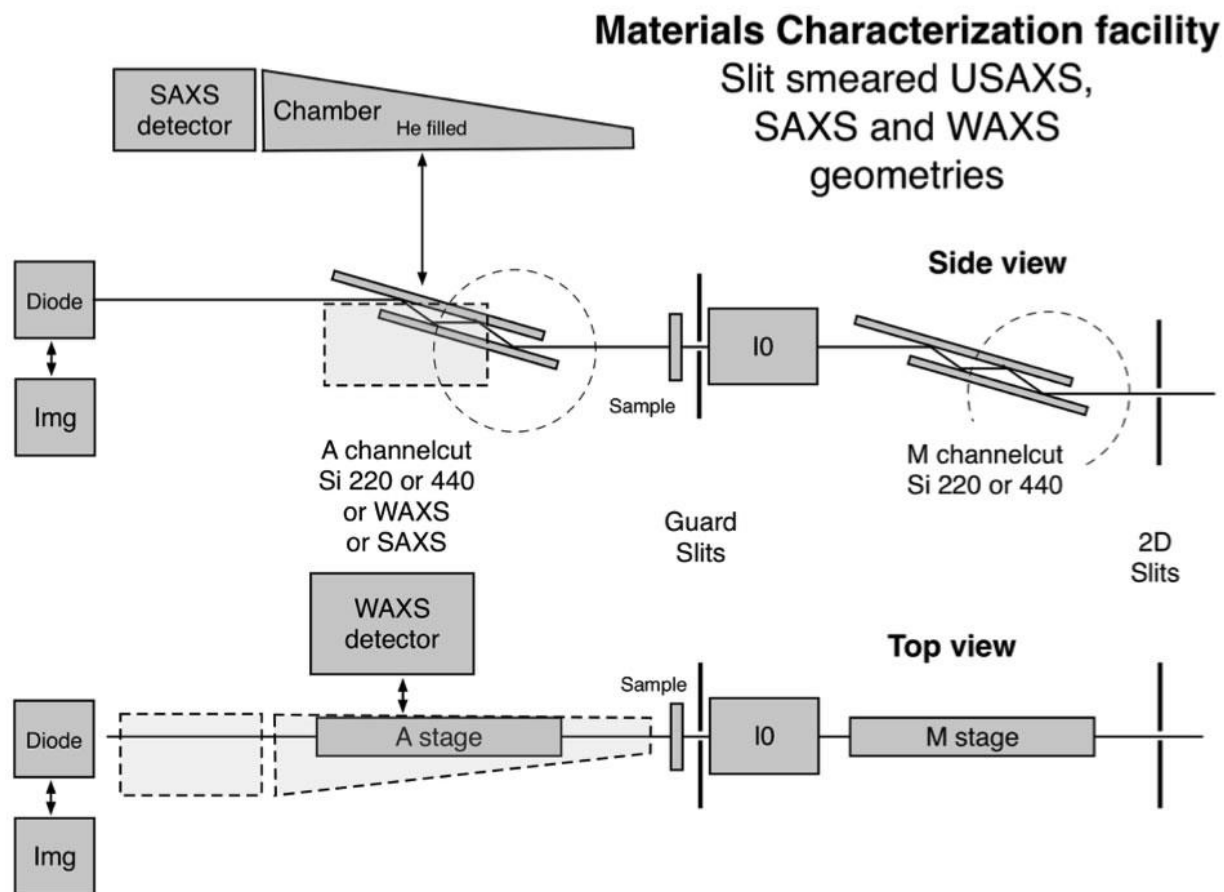 Materials Characterization facility
Slit smeared USAXS,
SAXS and WAXS
geometries
SAXS
detector
Chamber
He filled
Side view
Diode
Img
I0
Sample
A channelcut
Si 220 or 440
or WAXS
or SAXS
M channelcut
Si 220 or 440
Guard
Slits
2D
Slits
WAXS
detector
Top view
Sample
Diode
A stage
I0
M stage
Img